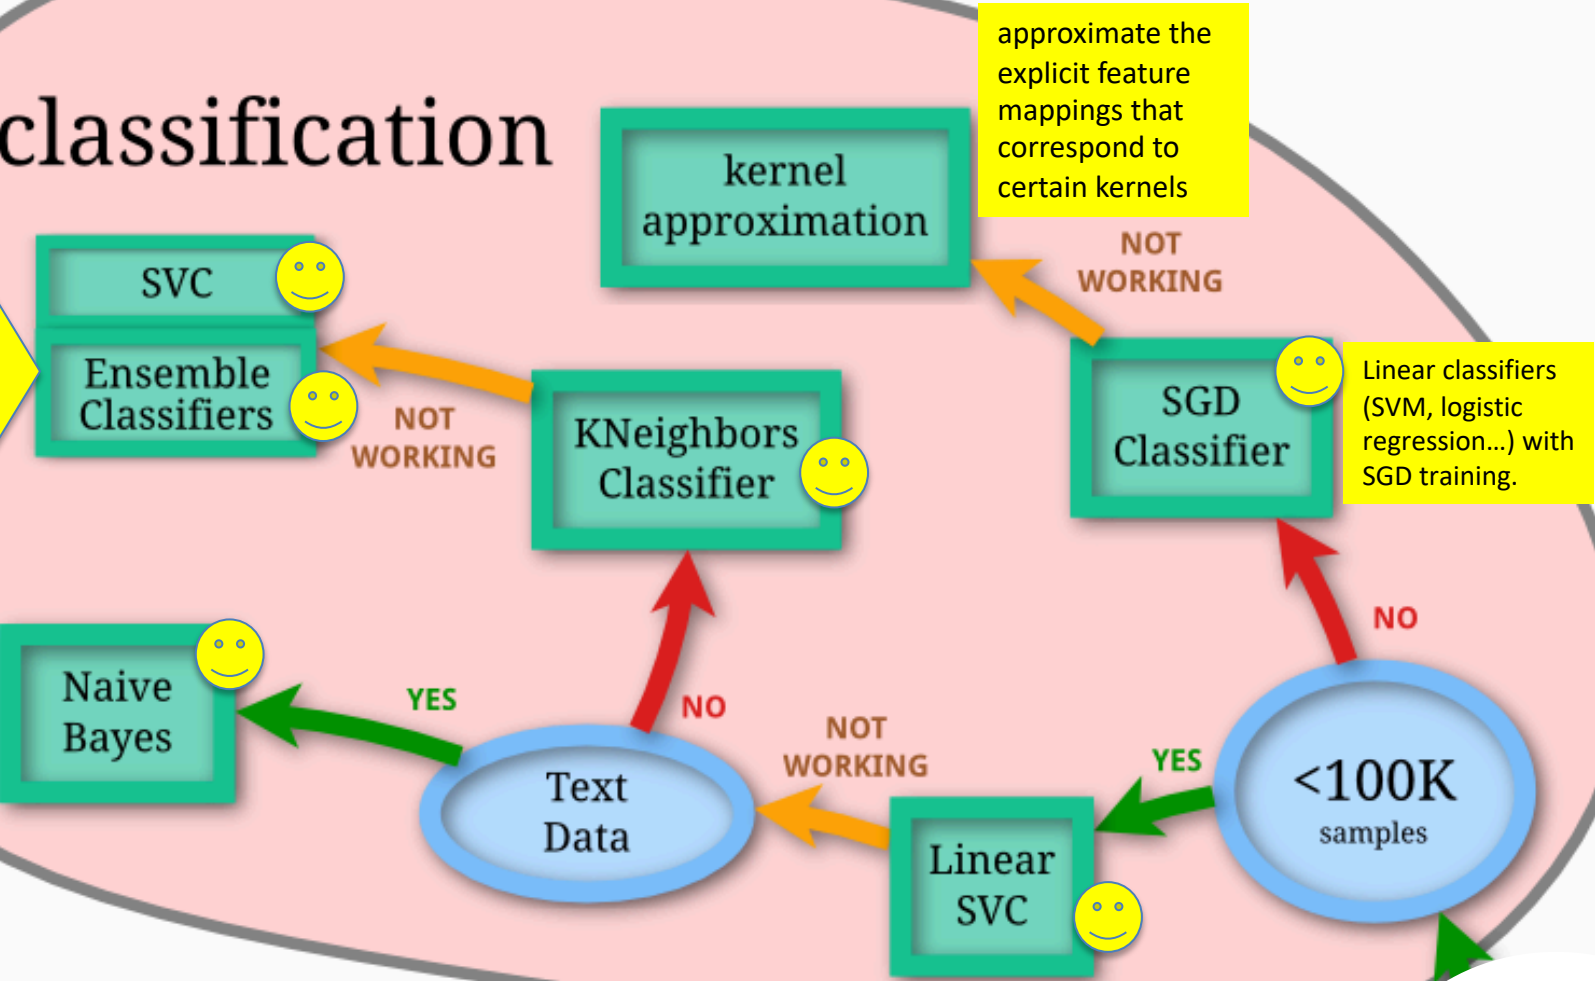 classification
approximate the
explicit feature
mappings that
correspond to
certain kernels
kernel
approximation
NOT
WORKING
SVC
Ensemble
Classifiers
NOT
WORKING
KNeighbors
Classifier
SGD
Classifier
Linear classifiers
(SVM, logistic
regression…) with
SGD training.
NO
Naive
Bayes
YES
NO
Text
Data
NOT
WORKING
YES
<100K
samples
Linear
SVC